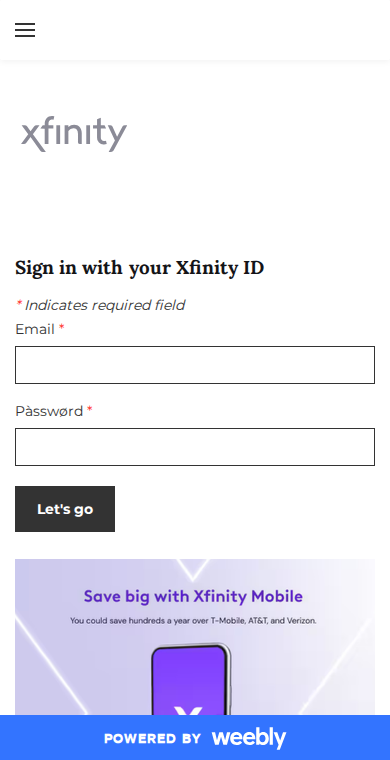 xfinity
Sign in with your Xfinity ID
* Indicates required field
Email *
Pàsswørd *
Let's go
Save big with Xfinity Mobile
You could save hundreds a year over T-Mobile, AT&T, and Verizon.
POWERED BY weebly